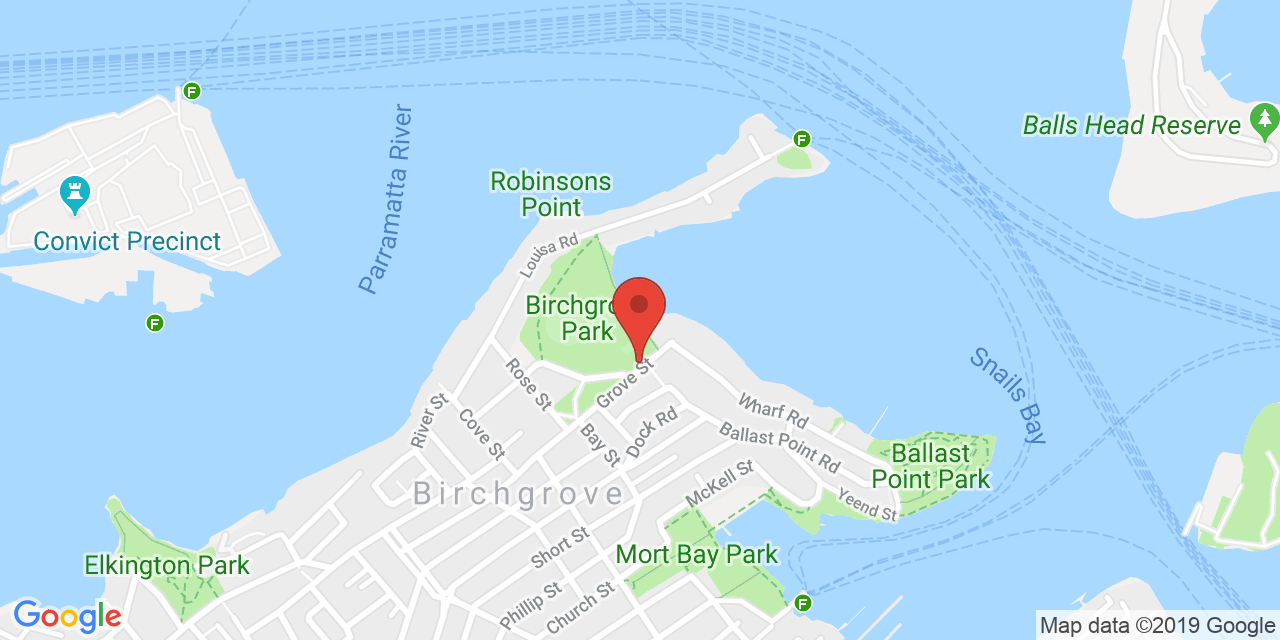 F
F
Balls Head Reserve
Parramatta River
Robinsons
Point
Convict Precinct
Louisa Rd
Birchgro
Park
F
Snails Bay
Rose St
Grove St
River St
Cove St
Wharf Rd
Bay St
Dock Rd
Ballast Point Rd
Ballast
Point Park
McKell St
Birchgrove
Yeend St
Short St
Mort Bay Park
Elkington Park
Phillip St
Church St
F
Google
Map data ©2019 Google